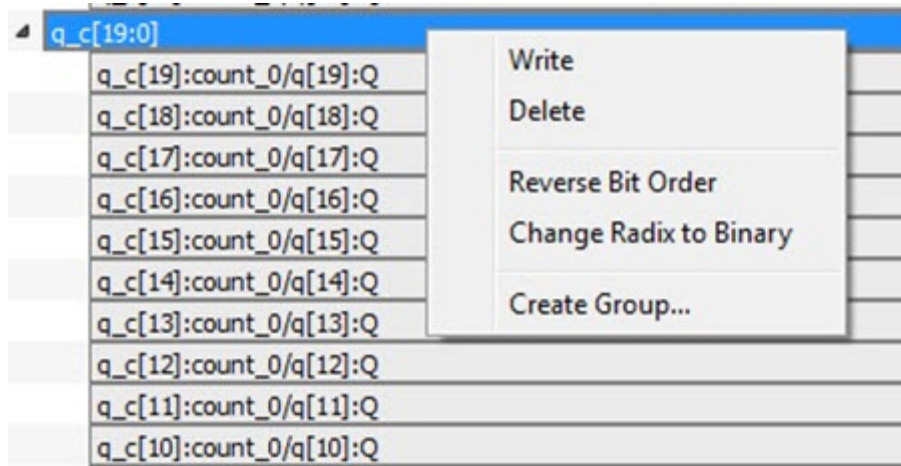 q_c[19:0]
q_c[19]:count_0/q[19]:Q
q_c[18]:count_0/q[18]:Q
q_c[17]:count_0/q[17]:Q
q_c[16]:count_0/q[16]:Q
q_c[15]:count_0/q[15]:Q
q_c[14]:count_0/q[14]:Q
q_c[13]:count_0/q[13]:Q
q_c[12]:count_0/q[12]:Q
q_c[11]:count_0/q[11]:Q
q_c[10]:count_0/q[10]:Q
Write
Delete
Reverse Bit Order
Change Radix to Binary
Create Group...